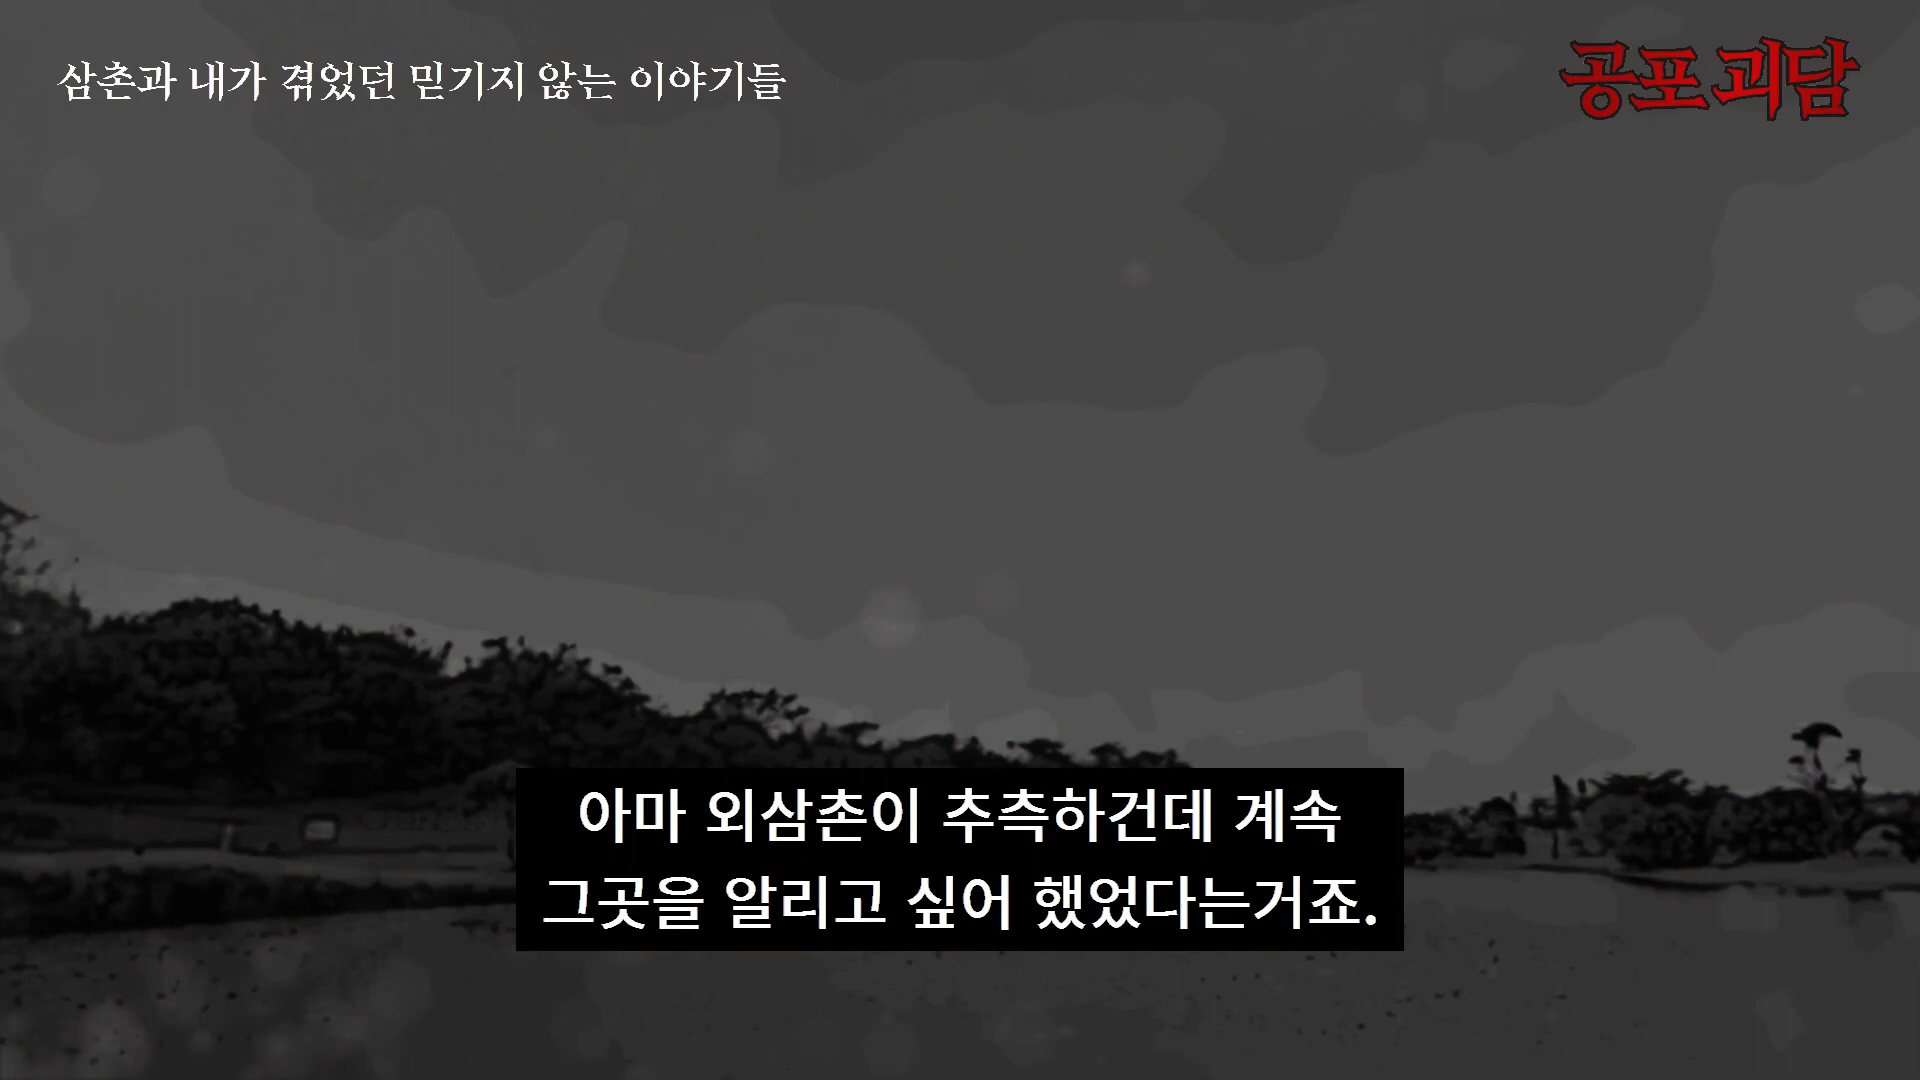 삼촌과 내가 겪었던 믿기지 않는 이야기들
공포 괴담
아마 외삼촌이 추측하건데 계속
그곳을 알리고 싶어 했었다는거죠.